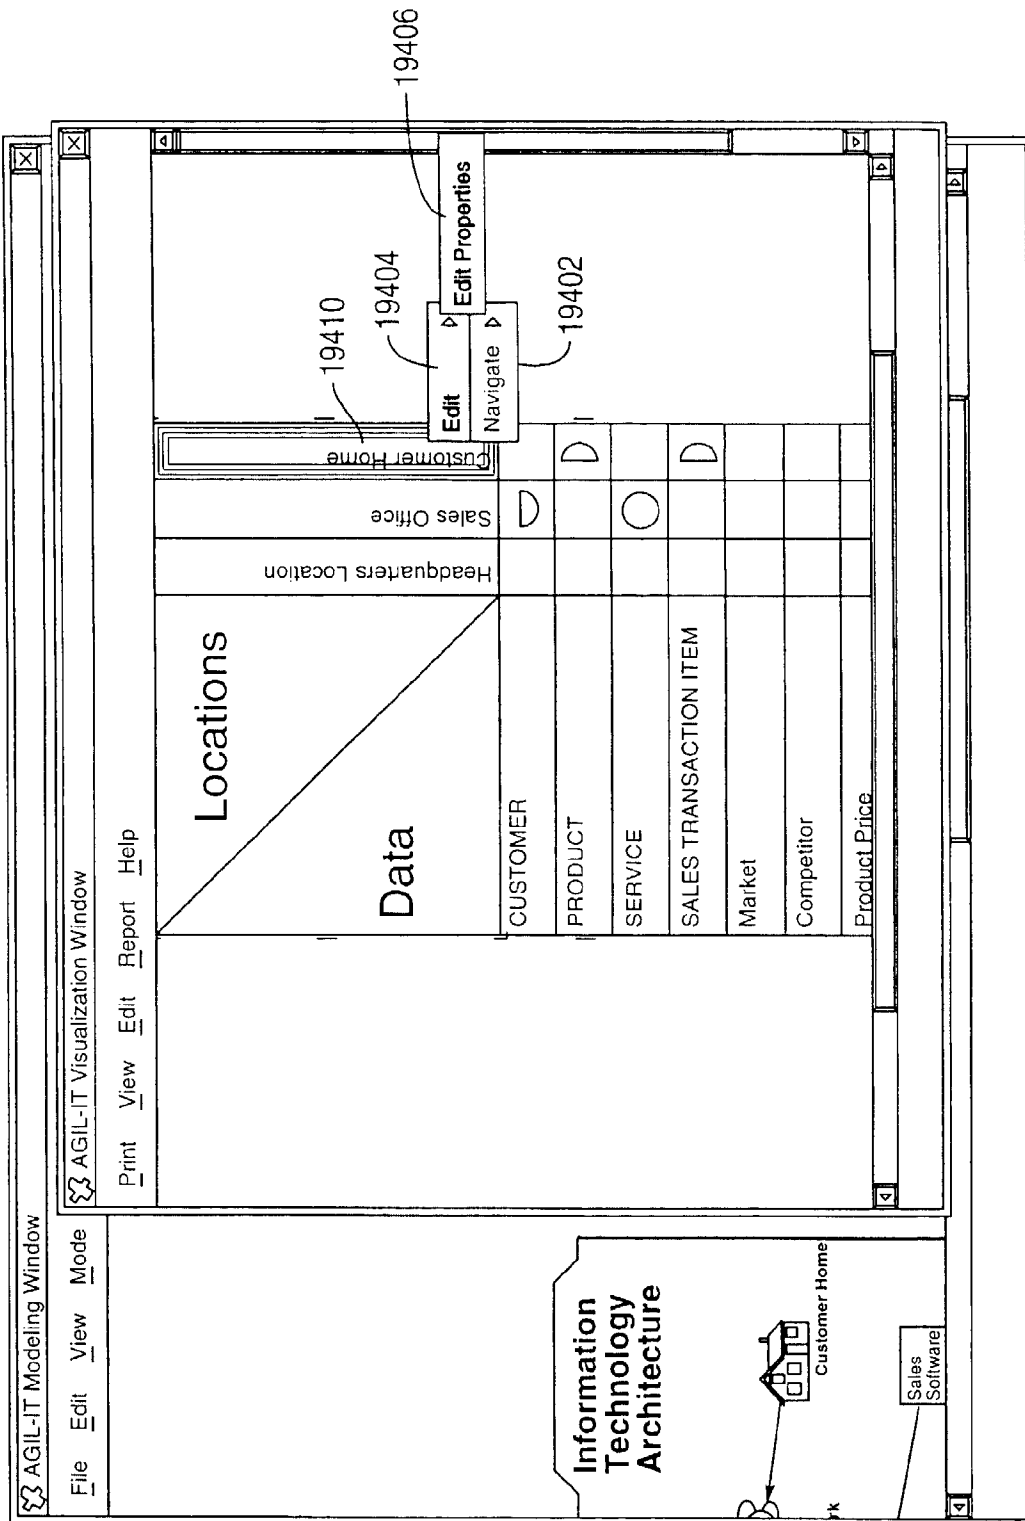 AGIL-IT Modeling Window
File Edit View Mode
AGIL-IT Visualization Window
Print View Edit Report Help
Locations
Data
Headquarters Location
Sales Office
Customer Home
CUSTOMER
PRODUCT
SERVICE
SALES TRANSACTION ITEM
Market
Competitor
Product Price
Edit
Navigate
Edit Properties
19410
19404
19406
19402
Information
Technology
Architecture
Customer Home
Sales
Software
rk